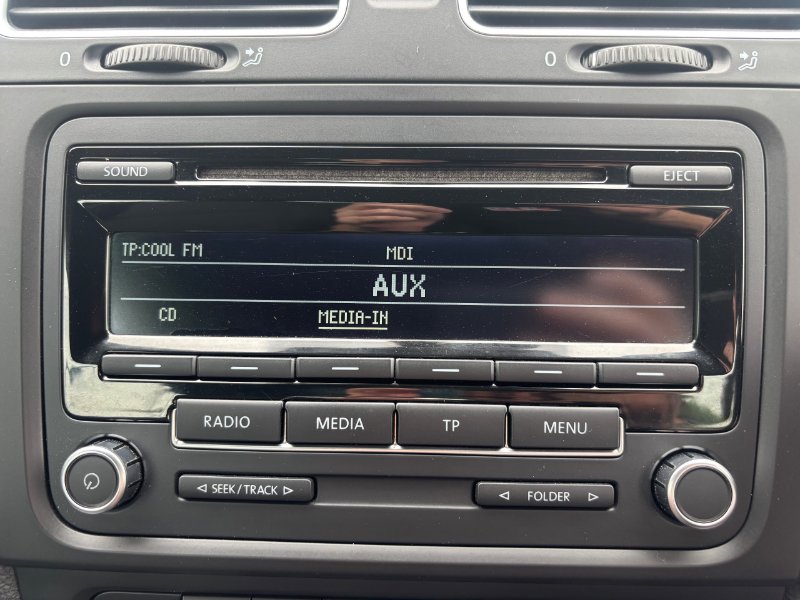 0 0
SOUND EJECT
TP:COOL FM MDI
AUX
CD MEDIA-IN
RADIO MEDIA TP MENU
SEEK/TRACK FOLDER